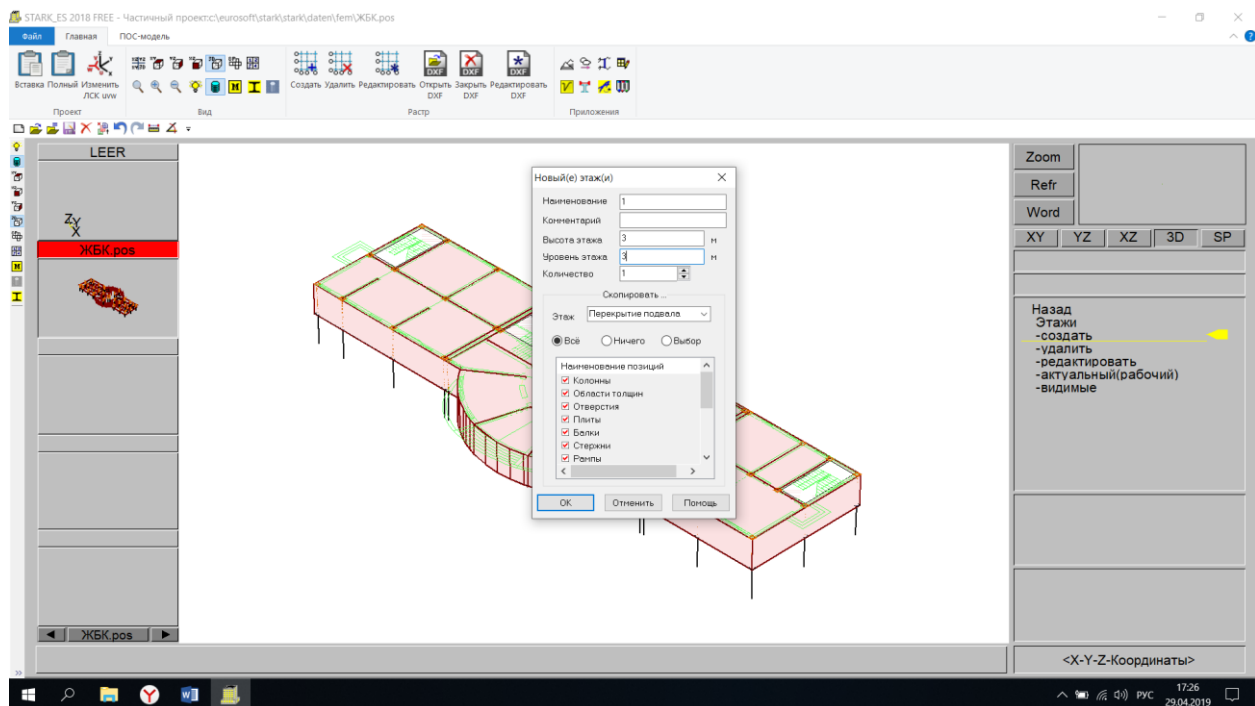 STARK_ES 2018 FREE - Частичный проект:c:\eurosoft\stark\stark\daten\fem\ЖБК.pos
Файл Главная ПОС-модель
Вставка Полный Изменить ЛСК uvw
Создать Удалить Редактировать Открыть DXF Закрыть DXF Редактировать DXF
Проект Вид Растр Приложения
LEER
Z Y
X
ЖБК.pos
ЖБК.pos
Новый(е) этаж(и)
Наименование 1
Комментарий
Высота этажа 3 м
Уровень этажа 3 м
Количество 1
Скопировать ...
Этаж Перекрытие подвала
Всё Ничего Выбор
Наименование позиций
Колонны
Области толщин
Отверстия
Плиты
Балки
Стержни
Рампы
OK Отменить Помощь
Zoom
Refr
Word
XY YZ XZ 3D SP
Назад
Этажи
-создать
-удалить
-редактировать
-актуальный(рабочий)
-видимые
<X-Y-Z-Координаты>
РУС
17:26
29.04.2019